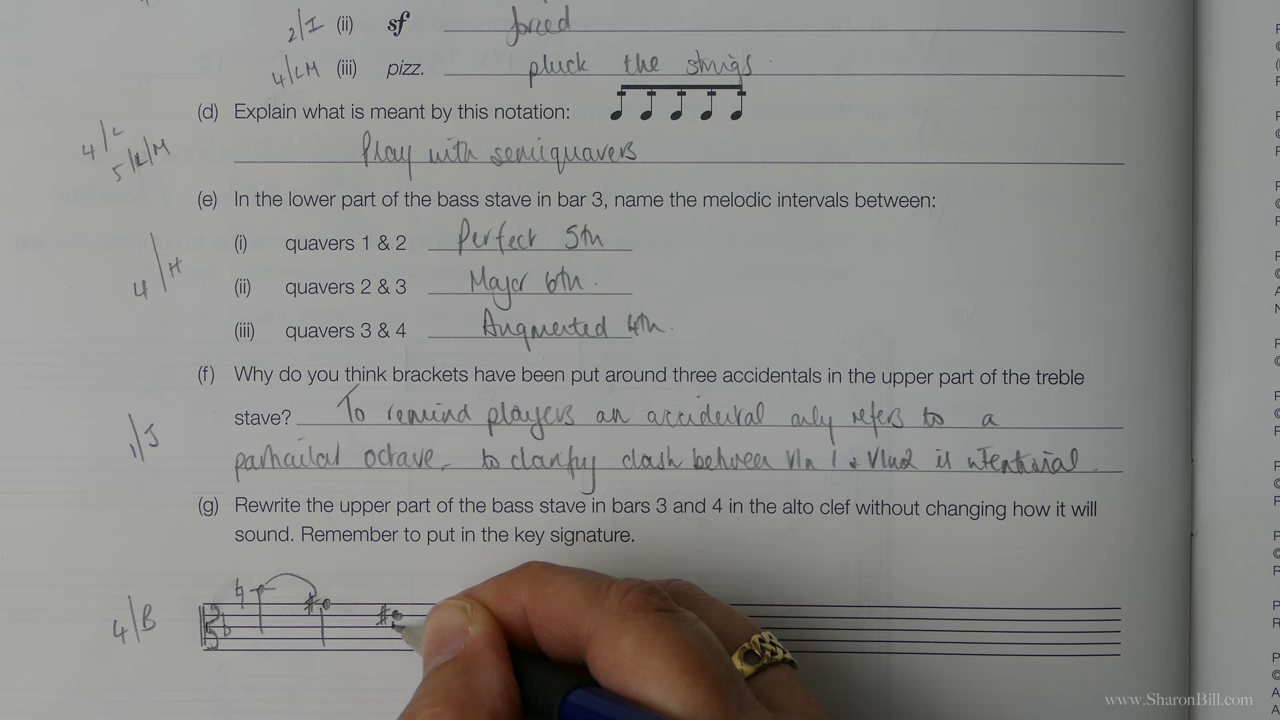 2/I (ii) sf forced
4/LM (iii) pizz. pluck the strings
(d) Explain what is meant by this notation:
4/L
5/K/M
Play with semiquavers
(e) In the lower part of the bass stave in bar 3, name the melodic intervals between:
(i) quavers 1 & 2 Perfect 5th
4/H (ii) quavers 2 & 3 Major 6th.
(iii) quavers 3 & 4 Augmented 4th.
(f) Why do you think brackets have been put around three accidentals in the upper part of the treble
1/J stave? To remind players an accidental only refers to a
particular octave, to clarify clash between Vln 1 & Vln2 is intentional.
(g) Rewrite the upper part of the bass stave in bars 3 and 4 in the alto clef without changing how it will
sound. Remember to put in the key signature.
4/B
www.SharonBill.com